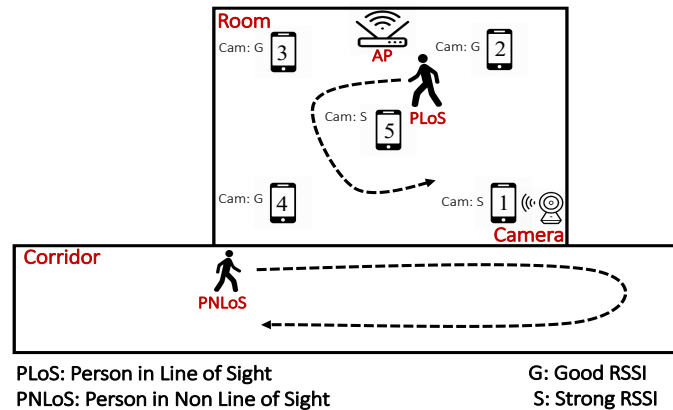 Room
Cam: G
3
AP
Cam: G
2
PLoS
Cam: S
5
Cam: G
4
Cam: S
1
Camera
Corridor
PNLoS
PLoS: Person in Line of Sight
G: Good RSSI
PNLoS: Person in Non Line of Sight
S: Strong RSSI